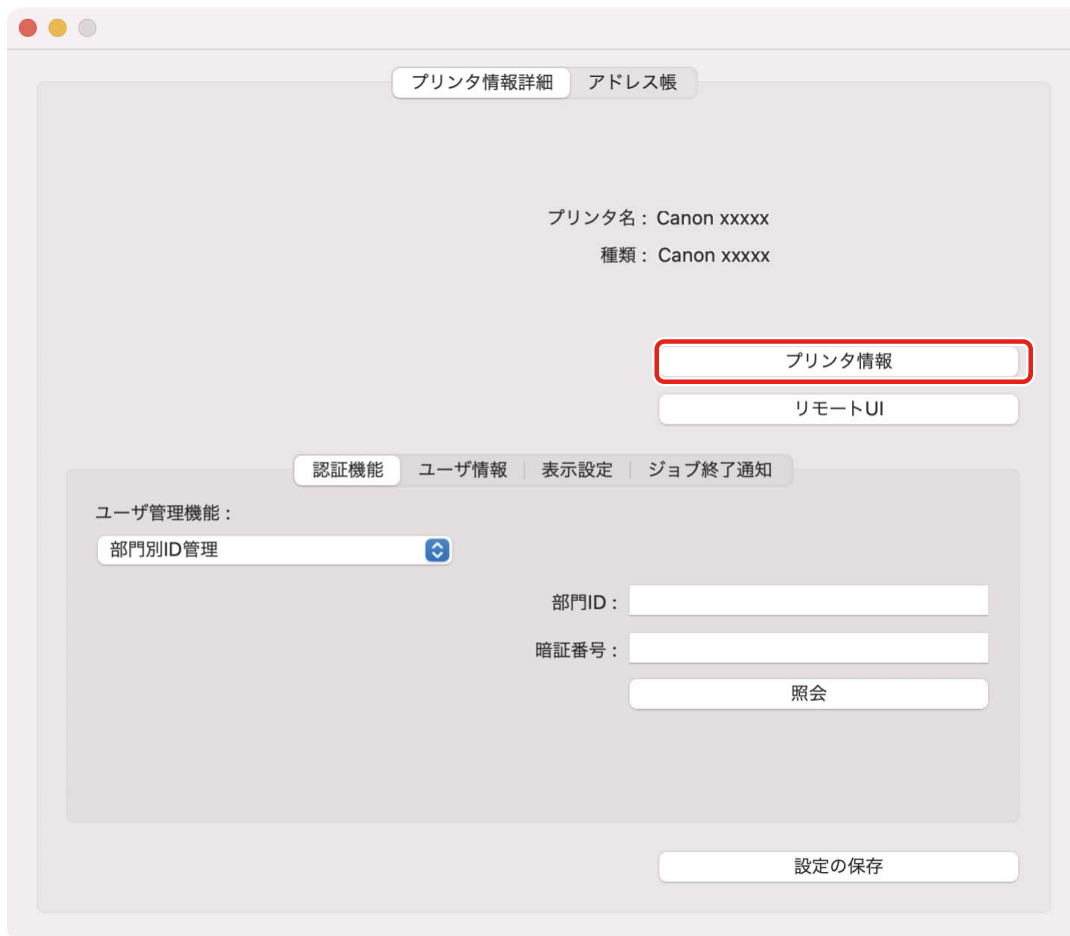 プリンタ情報詳細 アドレス帳
プリンタ名： Canon xxxxx
種類： Canon xxxxx
プリンタ情報
リモートUI
認証機能 ユーザ情報 表示設定 ジョブ終了通知
ユーザ管理機能：
部門別ID管理
部門ID：
暗証番号：
照会
設定の保存